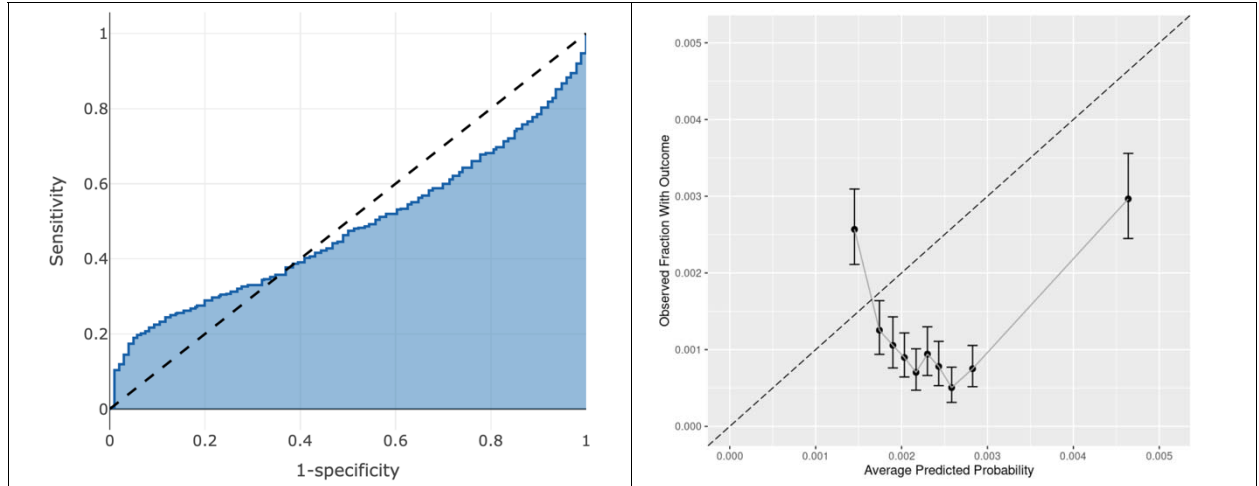 1
0.8
0.6
0.4
0.2
0
0 0.2 0.4 0.6 0.8 1
Sensitivity
1-specificity
0.005
0.004
0.003
0.002
0.001
0.000
0.000 0.001 0.002 0.003 0.004 0.005
Observed Fraction With Outcome
Average Predicted Probability